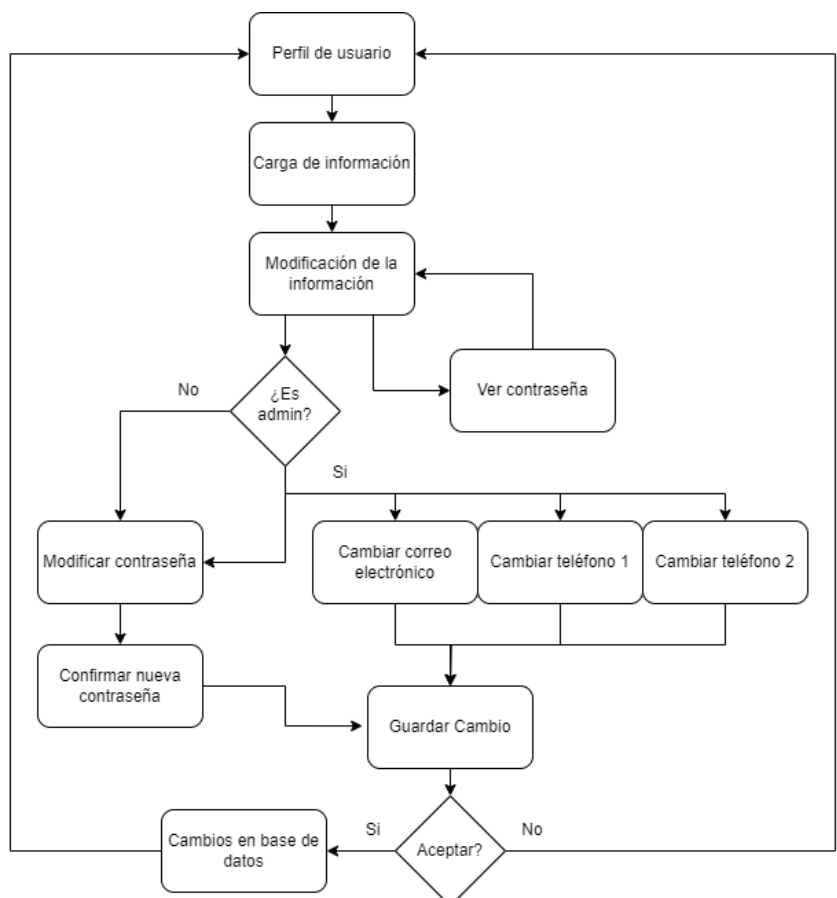 Perfil de usuario
Carga de información
Modificación de la
información
Ver contraseña
¿Es
admin?
No
Si
Modificar contraseña
Cambiar correo
electrónico
Cambiar teléfono 1
Cambiar teléfono 2
Confirmar nueva
contraseña
Guardar Cambio
Cambios en base de
datos
Si
Aceptar?
No